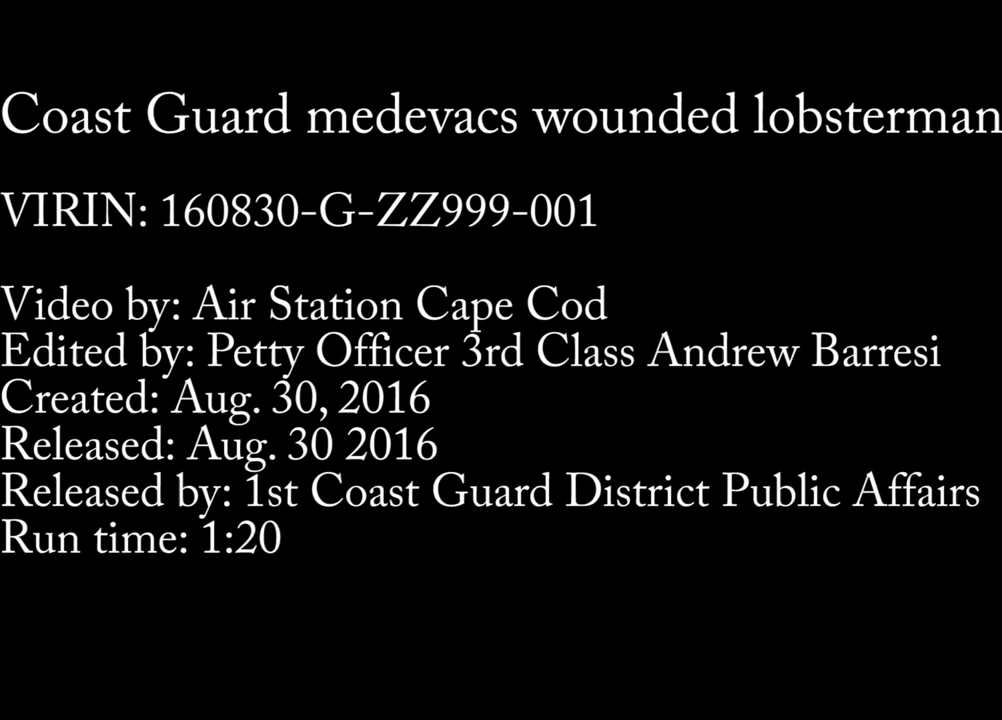 Coast Guard medevacs wounded lobsterman
VIRIN: 160830-G-ZZ999-001
Video by: Air Station Cape Cod
Edited by: Petty Officer 3rd Class Andrew Barresi
Created: Aug. 30, 2016
Released: Aug. 30 2016
Released by: 1st Coast Guard District Public Affairs
Run time: 1:20